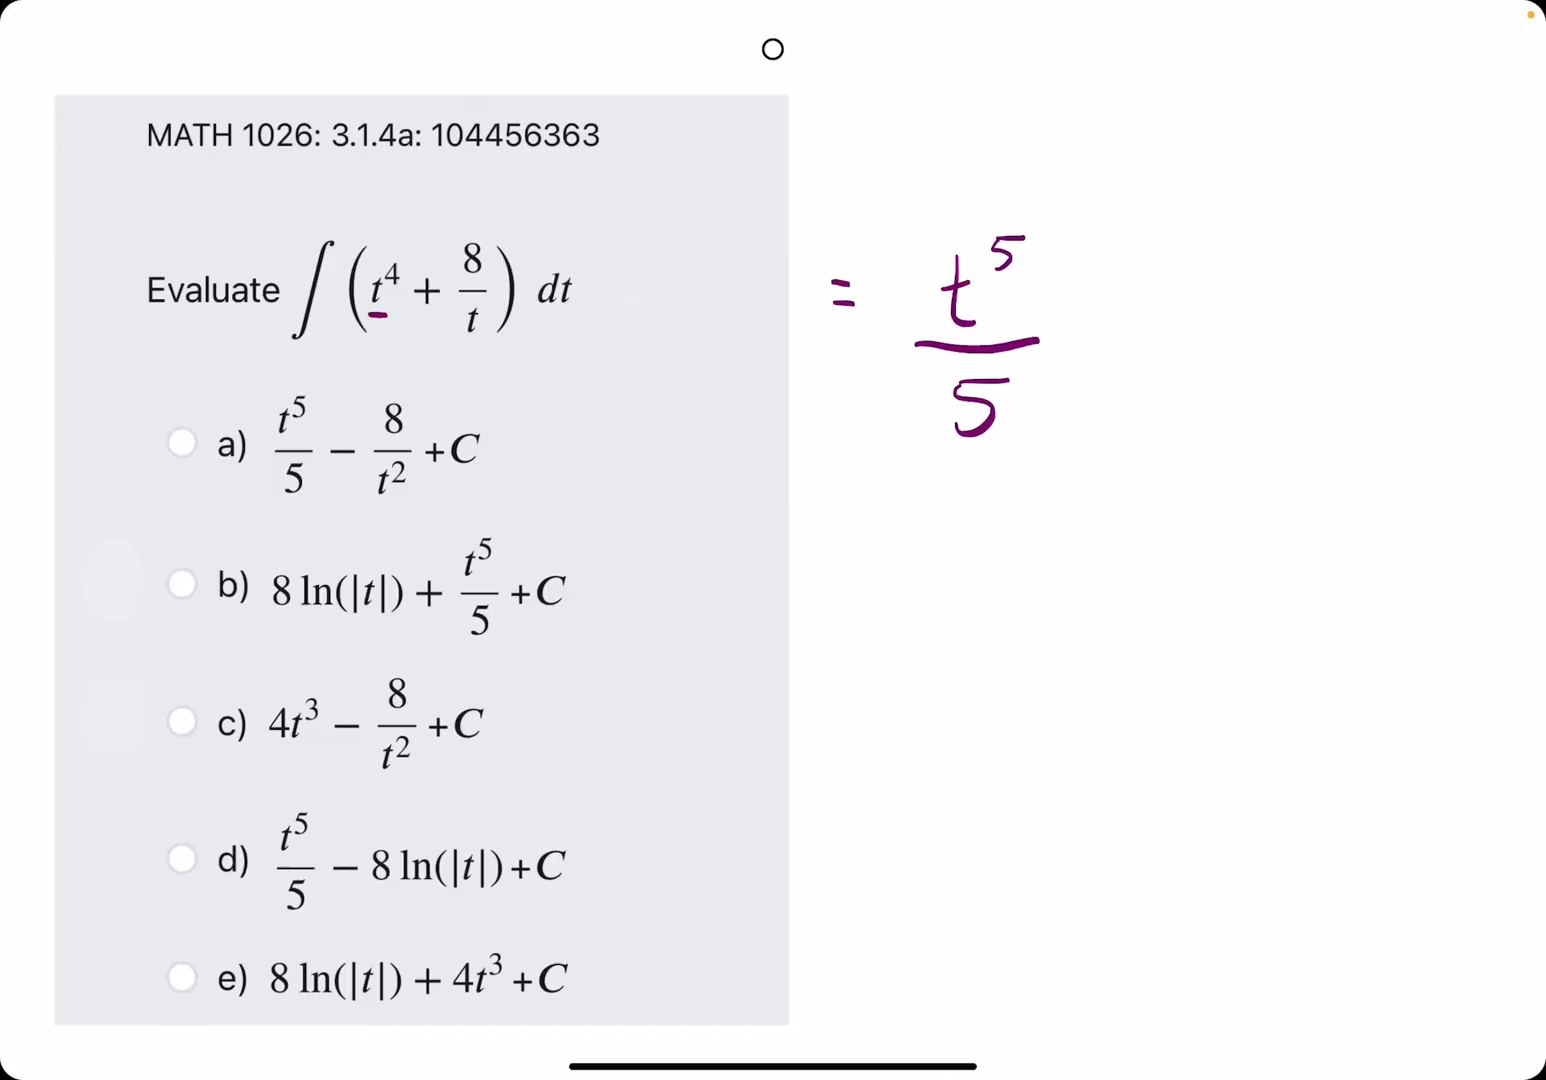 MATH 1026: 3.1.4a: 104456363
Evaluate ∫ (t⁴ + 8/t) dt
= t⁵/5
a) t⁵/5 − 8/t² +C
b) 8 ln(|t|) + t⁵/5 +C
c) 4t³ − 8/t² +C
d) t⁵/5 − 8 ln(|t|)+C
e) 8 ln(|t|) + 4t³ +C